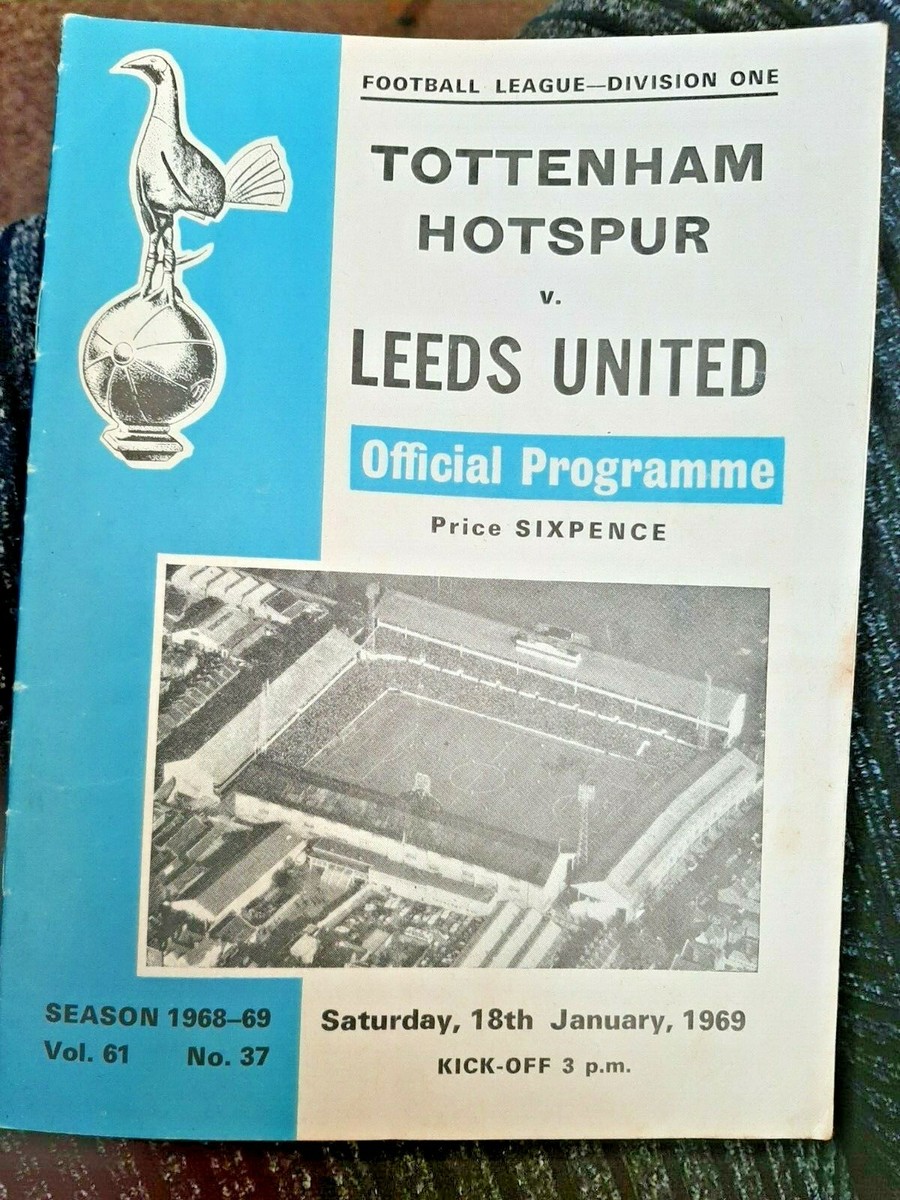 FOOTBALL LEAGUE—DIVISION ONE
TOTTENHAM
HOTSPUR
v.
LEEDS UNITED
Official Programme
Price SIXPENCE
SEASON 1968–69
Vol. 61 No. 37
Saturday, 18th January, 1969
KICK-OFF 3 p.m.